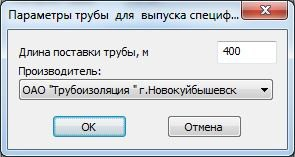 Параметры трубы для выпуска специф...
Длина поставки трубы, м 400
Производитель:
ОАО "Трубоизоляция " г.Новокуйбышевск
OK Отмена